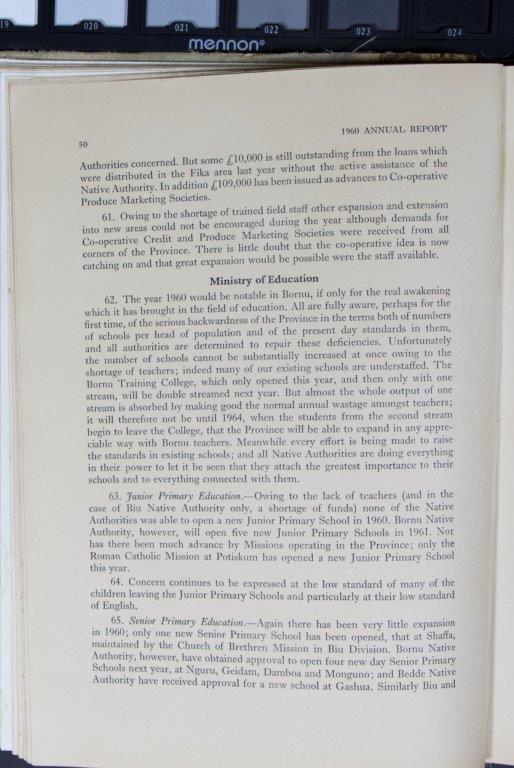 19
020
021
022
023
024
mennon®
50
1960 ANNUAL REPORT
Authorities concerned. But some £10,000 is still outstanding from the loans which
were distributed in the Fika area last year without the active assistance of the
Native Authority. In addition £109,000 has been issued as advances to Co-operative
Produce Marketing Societies.
61. Owing to the shortage of trained field staff other expansion and extension
into new areas could not be encouraged during the year although demands for
Co-operative Credit and Produce Marketing Societies were received from all
corners of the Province. There is little doubt that the co-operative idea is now
catching on and that great expansion would be possible were the staff available.
Ministry of Education
62. The year 1960 would be notable in Bornu, if only for the real awakening
which it has brought in the field of education. All are fully aware, perhaps for the
first time, of the serious backwardness of the Province in the terms both of numbers
of schools per head of population and of the present day standards in them,
and all authorities are determined to repair these deficiencies. Unfortunately
the number of schools cannot be substantially increased at once owing to the
shortage of teachers; indeed many of our existing schools are understaffed. The
Bornu Training College, which only opened this year, and then only with one
stream, will be double streamed next year. But almost the whole output of one
stream is absorbed by making good the normal annual wastage amongst teachers;
it will therefore not be until 1964, when the students from the second stream
begin to leave the College, that the Province will be able to expand in any appre-
ciable way with Bornu teachers. Meanwhile every effort is being made to raise
the standards in existing schools; and all Native Authorities are doing everything
in their power to let it be seen that they attach the greatest importance to their
schools and to everything connected with them.
63. Junior Primary Education.—Owing to the lack of teachers (and in the
case of Biu Native Authority only, a shortage of funds) none of the Native
Authorities was able to open a new Junior Primary School in 1960. Bornu Native
Authority, however, will open five new Junior Primary Schools in 1961. Nor
has there been much advance by Missions operating in the Province; only the
Roman Catholic Mission at Potiskum has opened a new Junior Primary School
this year.
64. Concern continues to be expressed at the low standard of many of the
children leaving the Junior Primary Schools and particularly at their low standard
of English.
65. Senior Primary Education.—Again there has been very little expansion
in 1960; only one new Senior Primary School has been opened, that at Shaffa,
maintained by the Church of Brethren Mission in Biu Division. Bornu Native
Authority, however, have obtained approval to open four new day Senior Primary
Schools next year, at Nguru, Geidam, Damboa and Monguno; and Bedde Native
Authority have received approval for a new school at Gashua. Similarly Biu and